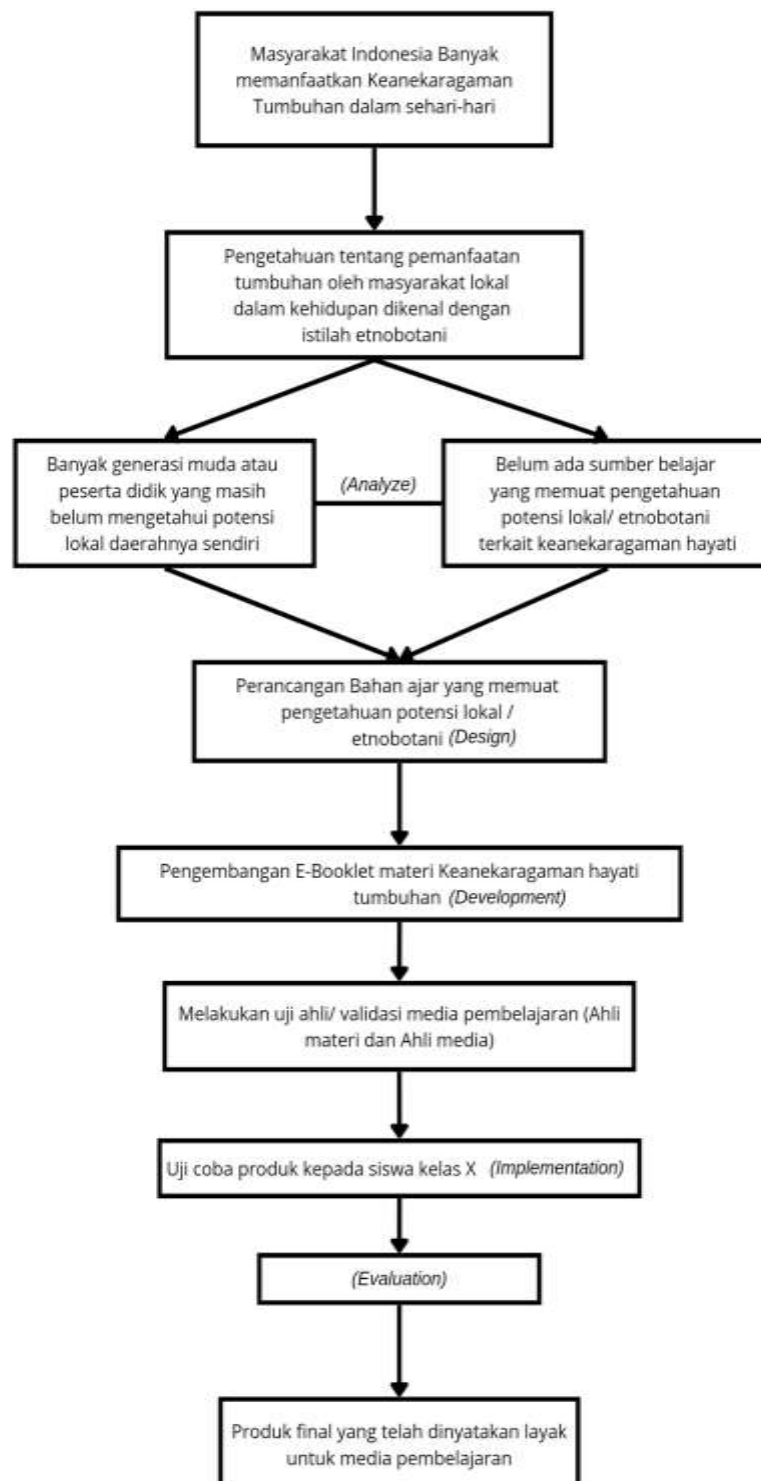 Masyarakat Indonesia Banyak
memanfaatkan Keanekaragaman
Tumbuhan dalam sehari-hari
Pengetahuan tentang pemanfaatan
tumbuhan oleh masyarakat lokal
dalam kehidupan dikenal dengan
istilah etnobotani
Banyak generasi muda atau
peserta didik yang masih
belum mengetahui potensi
lokal daerahnya sendiri
(Analyze)
Belum ada sumber belajar
yang memuat pengetahuan
potensi lokal/ etnobotani
terkait keanekaragaman hayati
Perancangan Bahan ajar yang memuat
pengetahuan potensi lokal /
etnobotani (Design)
Pengembangan E-Booklet materi Keanekaragaman hayati
tumbuhan (Development)
Melakukan uji ahli/ validasi media pembelajaran (Ahli
materi dan Ahli media)
Uji coba produk kepada siswa kelas X (Implementation)
(Evaluation)
Produk final yang telah dinyatakan layak
untuk media pembelajaran